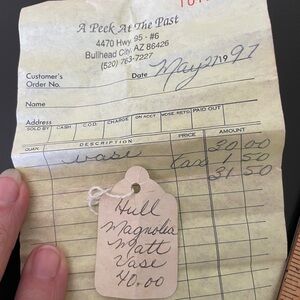 A Peek At The Past
4470 Hwy 95 - #6
Bullhead City, AZ 86426
(520) 763-7227
Customer's
Order No.
Date May 27 1997
Name
Address
SOLD BY CASH C.O.D. CHARGE ON ACCT. MDSE. RETD. PAID OUT
QUAN. DESCRIPTION PRICE AMOUNT
vase 30 00
tax 1 50
31 50
Hull
Magnolia
Matt
Vase
40.00